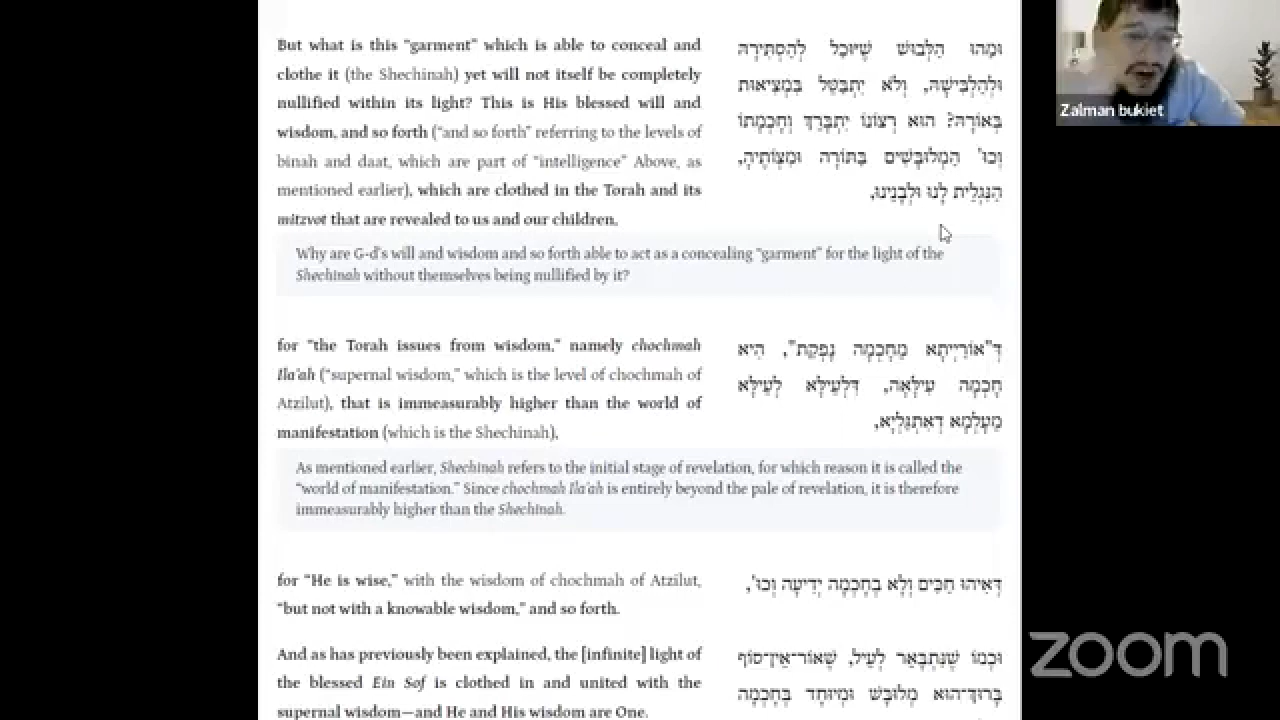 But what is this “garment” which is able to conceal and
clothe it (the Shechinah) yet will not itself be completely
nullified within its light? This is His blessed will and
wisdom, and so forth (“and so forth” referring to the levels of
binah and daat, which are part of “intelligence” Above, as
mentioned earlier), which are clothed in the Torah and its
mitzvot that are revealed to us and our children,
וּמַהוּ הַלְּבוּשׁ שֶׁיּוּכַל לְהַסְתִּירָהּ
וּלְהַלְבִּישָׁהּ, וְלֹא יִתְבַּטֵּל בִּמְצִיאוּת
בְּאוֹרָהּ? הוּא רְצוֹנוֹ יִתְבָּרֵךְ וְחָכְמָתוֹ
וְכוּ' הַמְלוּבָּשִׁים בַּתּוֹרָה וּמִצְוֹתֶיהָ,
הַנִּגְלֵית לָנוּ וּלְבָנֵינוּ,
Why are G-d's will and wisdom and so forth able to act as a concealing “garment” for the light of the
Shechinah without themselves being nullified by it?
for “the Torah issues from wisdom,” namely chochmah
Ila'ah (“supernal wisdom,” which is the level of chochmah of
Atzilut), that is immeasurably higher than the world of
manifestation (which is the Shechinah),
דְּ"אוֹרַיְיתָא מֵחָכְמָה נָפְקַת", הִיא
חָכְמָה עִילָּאָה, דִּלְעֵילָּא לְעֵילָּא
מֵעָלְמָא דְאִתְגַּלְיָא,
As mentioned earlier, Shechinah refers to the initial stage of revelation, for which reason it is called the
“world of manifestation.” Since chochmah Ila'ah is entirely beyond the pale of revelation, it is therefore
immeasurably higher than the Shechinah.
for “He is wise,” with the wisdom of chochmah of Atzilut,
“but not with a knowable wisdom,” and so forth.
דְּאִיהוּ חַכִּים וְלָא בְּחָכְמָה יְדִיעָה וְכוּ',
And as has previously been explained, the [infinite] light of
the blessed Ein Sof is clothed in and united with the
supernal wisdom—and He and His wisdom are One.
וּכְמוֹ שֶׁנִּתְבָּאֵר לְעֵיל, שֶׁאוֹר־אֵין־סוֹף
בָּרוּךְ־הוּא מְלוּבָּשׁ וּמְיוּחָד בְּחָכְמָה
Zalman bukiet
zoom